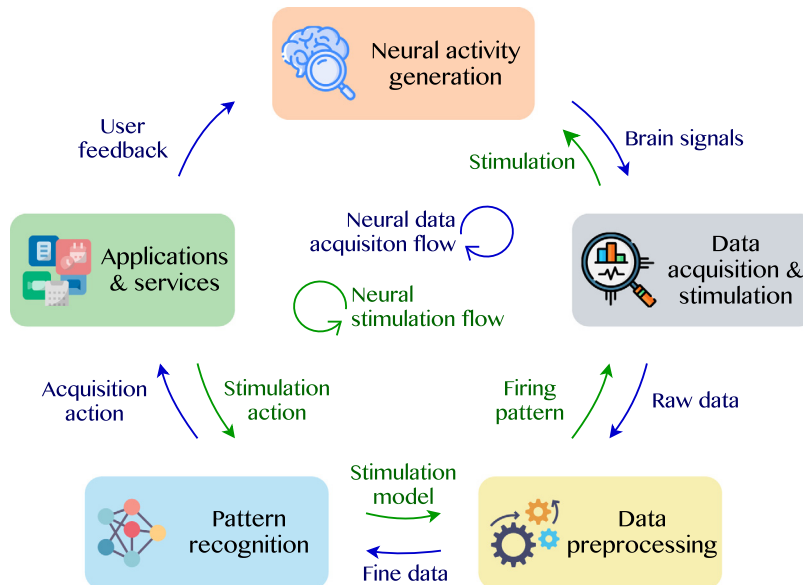 Neural activity
generation
User
feedback
Brain signals
Stimulation
Neural data
acquisiton flow
Applications
& services
Data
acquisition &
stimulation
Neural
stimulation flow
Acquisition
action
Stimulation
action
Firing
pattern
Raw data
Stimulation
model
Pattern
recognition
Data
preprocessing
Fine data